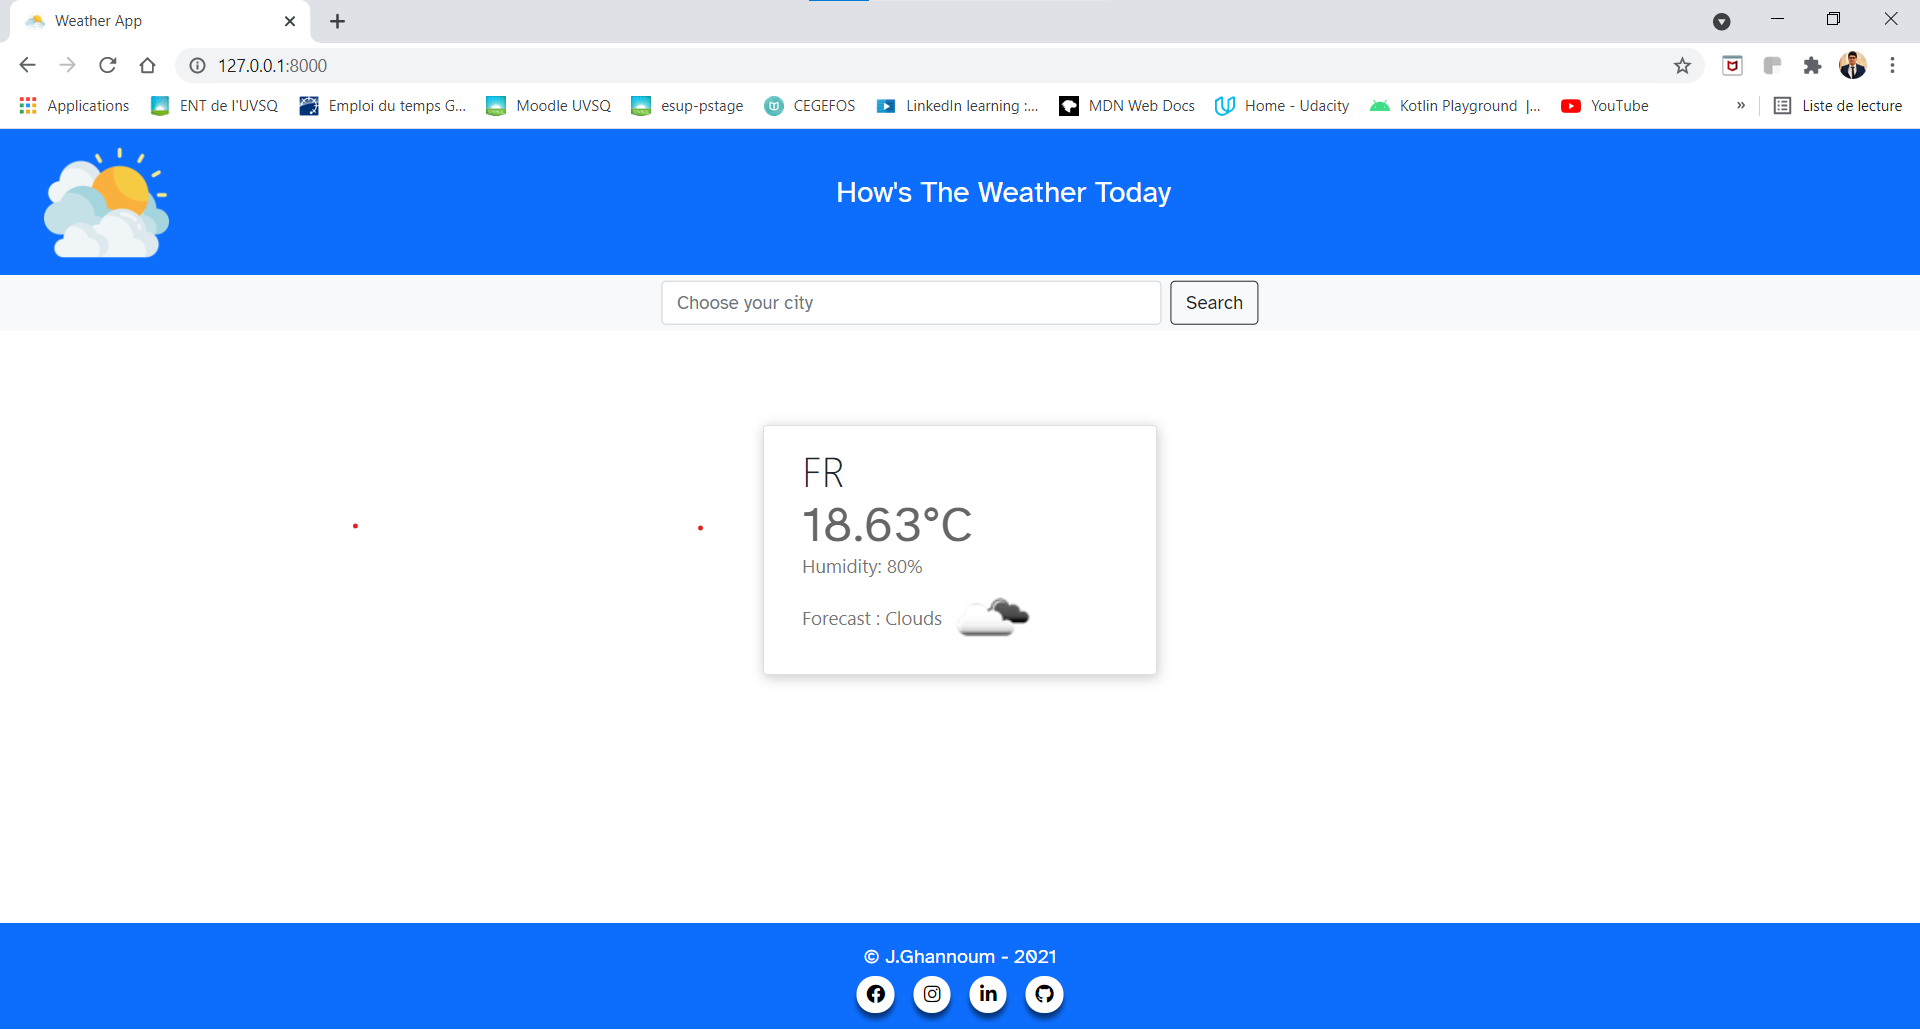 Weather App
127.0.0.1:8000
Applications ENT de l'UVSQ Emploi du temps G... Moodle UVSQ esup-pstage CEGEFOS LinkedIn learning :... MDN Web Docs Home - Udacity Kotlin Playground |... YouTube » Liste de lecture
How's The Weather Today
Choose your city Search
FR
18.63°C
Humidity: 80%
Forecast : Clouds
© J.Ghannoum - 2021